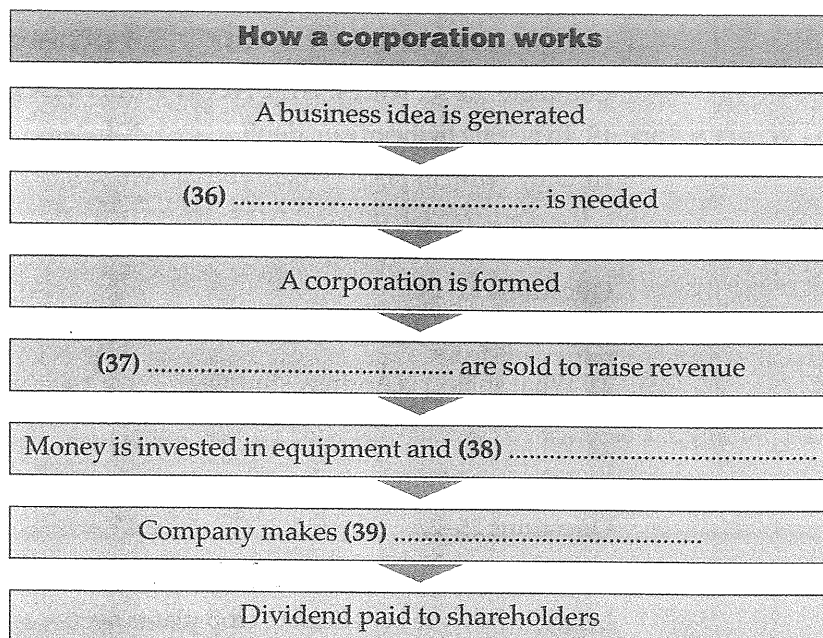 How a corporation works
A business idea is generated
(36) ............................................... is needed
A corporation is formed
(37) ............................................... are sold to raise revenue
Money is invested in equipment and (38) ...............................................
Company makes (39) ...............................................
Dividend paid to shareholders